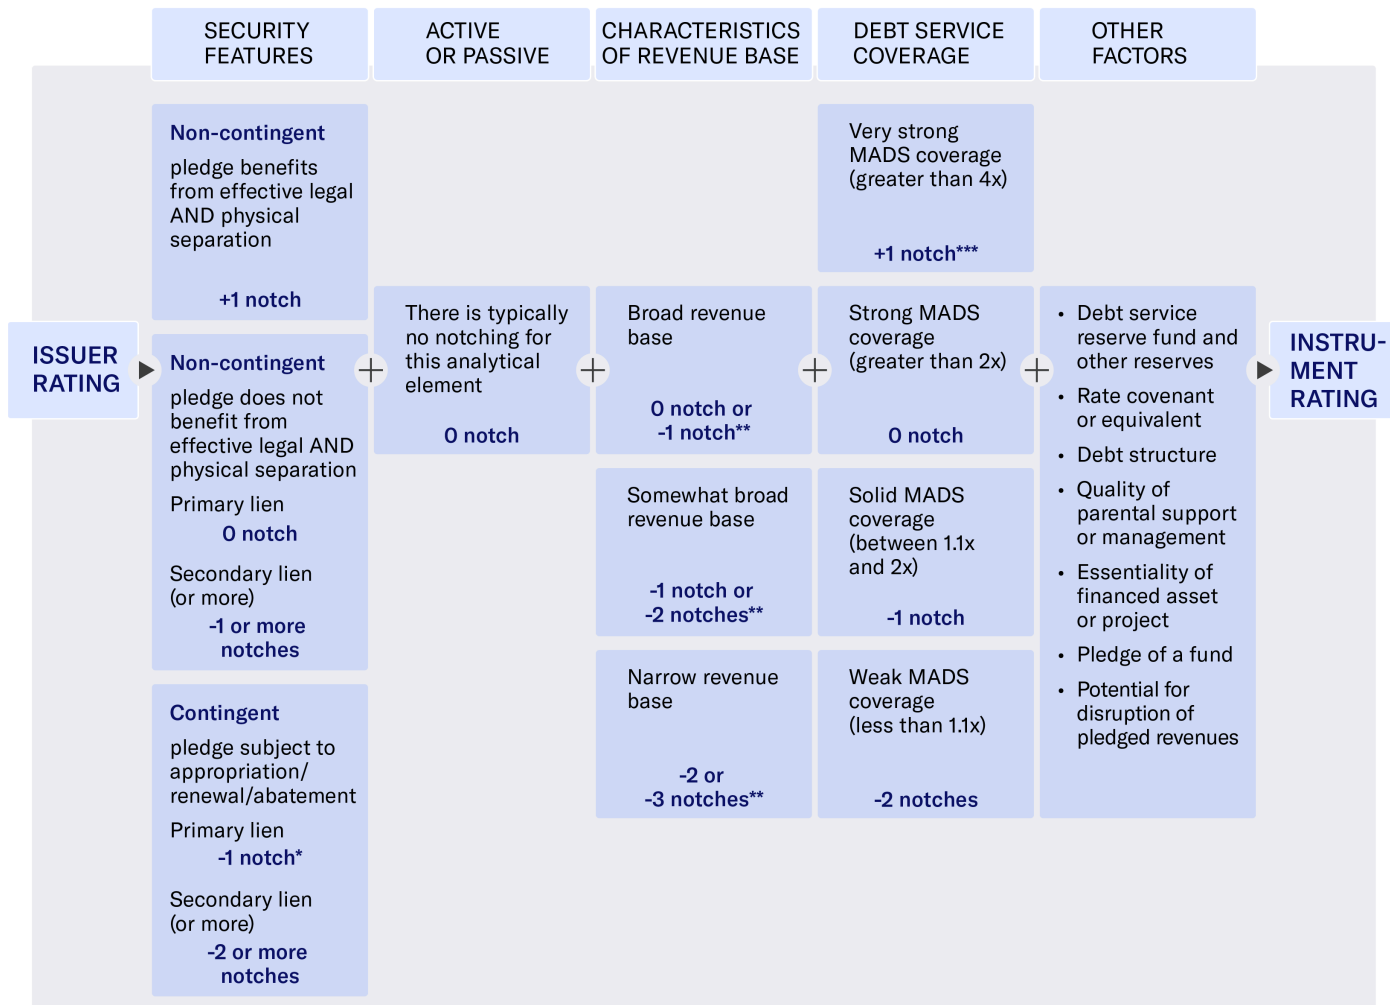 SECURITY
FEATURES
ACTIVE
OR PASSIVE
CHARACTERISTICS
OF REVENUE BASE
DEBT SERVICE
COVERAGE
OTHER
FACTORS
ISSUER
RATING
Non-contingent
pledge benefits
from effective legal
AND physical
separation
+1 notch
Non-contingent
pledge does not
benefit from
effective legal AND
physical separation
Primary lien
0 notch
Secondary lien
(or more)
-1 or more
notches
Contingent
pledge subject to
appropriation/
renewal/abatement
Primary lien
-1 notch*
Secondary lien
(or more)
-2 or more
notches
There is typically
no notching for
this analytical
element
0 notch
Broad revenue
base
0 notch or
-1 notch**
Somewhat broad
revenue base
-1 notch or
-2 notches**
Narrow revenue
base
-2 or
-3 notches**
Very strong
MADS coverage
(greater than 4x)
+1 notch***
Strong MADS
coverage
(greater than 2x)
0 notch
Solid MADS
coverage
(between 1.1x
and 2x)
-1 notch
Weak MADS
coverage
(less than 1.1x)
-2 notches
• Debt service
reserve fund and
other reserves
• Rate covenant
or equivalent
• Debt structure
• Quality of
parental support
or management
• Essentiality of
financed asset
or project
• Pledge of a fund
• Potential for
disruption of
pledged revenues
INSTRU-
MENT
RATING